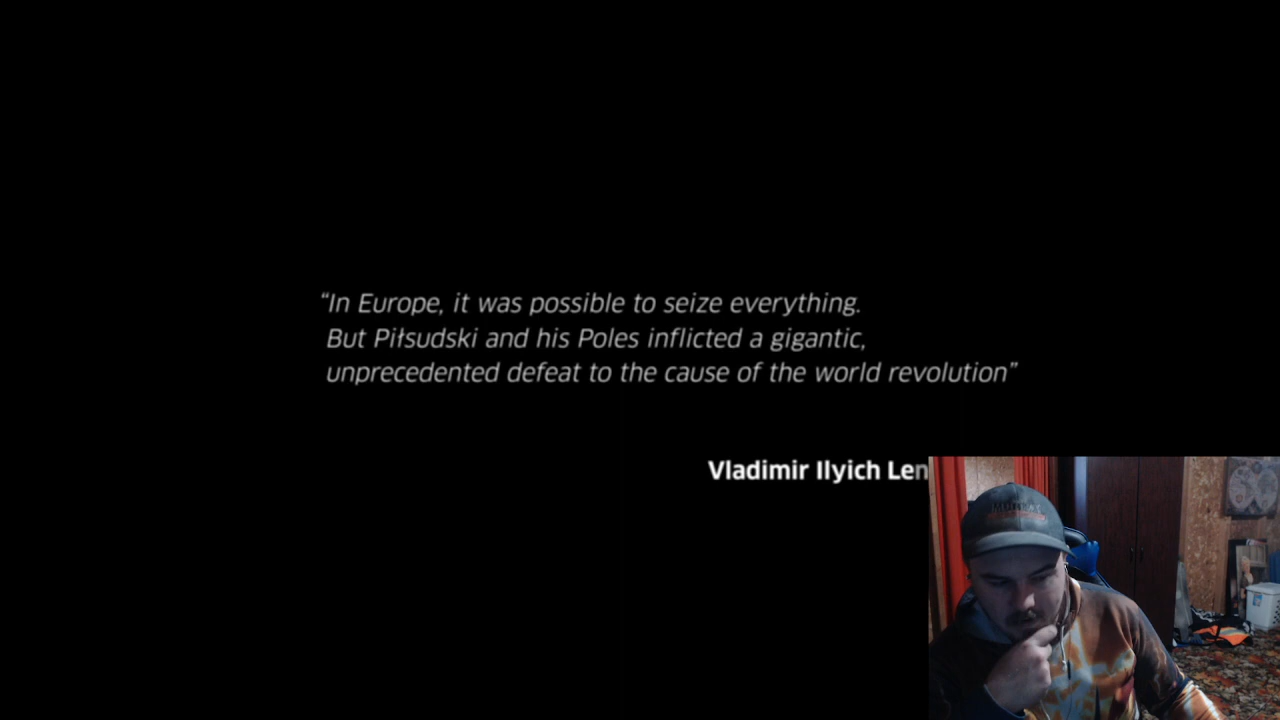 “In Europe, it was possible to seize everything.
But Piłsudski and his Poles inflicted a gigantic,
unprecedented defeat to the cause of the world revolution”
Vladimir Ilyich Len